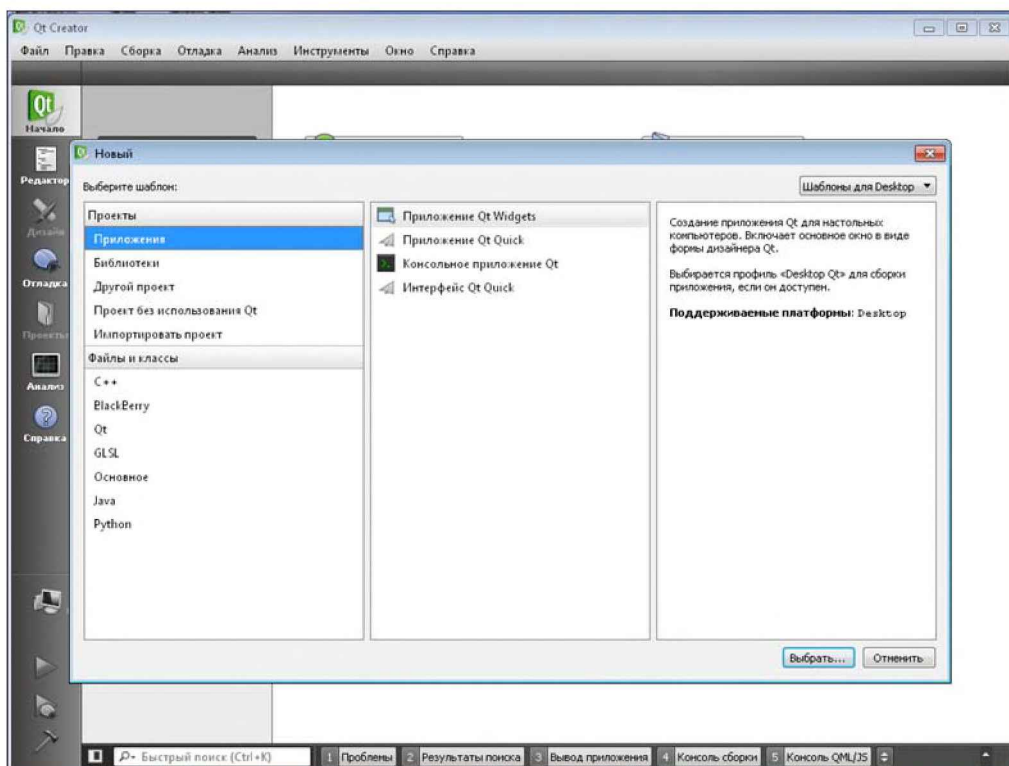 Qt Creator
Файл Правка Сборка Отладка Анализ Инструменты Окно Справка
Qt
Начало
Редактор
Дизайн
Отладка
Проекты
Анализ
Справка
Новый
Выберите шаблон:
Шаблоны для Desktop
Проекты
Приложения
Библиотеки
Другой проект
Проект без использования Qt
Импортировать проект
Файлы и классы
C++
BlackBerry
Qt
GLSL
Основное
Java
Python
Приложение Qt Widgets
Приложение Qt Quick
Консольное приложение Qt
Интерфейс Qt Quick
Создание приложения Qt для настольных
компьютеров. Включает основное окно в виде
формы дизайнера Qt.
Выбирается профиль «Desktop Qt» для сборки
приложения, если он доступен.
Поддерживаемые платформы: Desktop
Выбрать... Отменить
Быстрый поиск (Ctrl+K) 1 Проблемы 2 Результаты поиска 3 Вывод приложения 4 Консоль сборки 5 Консоль QML/JS